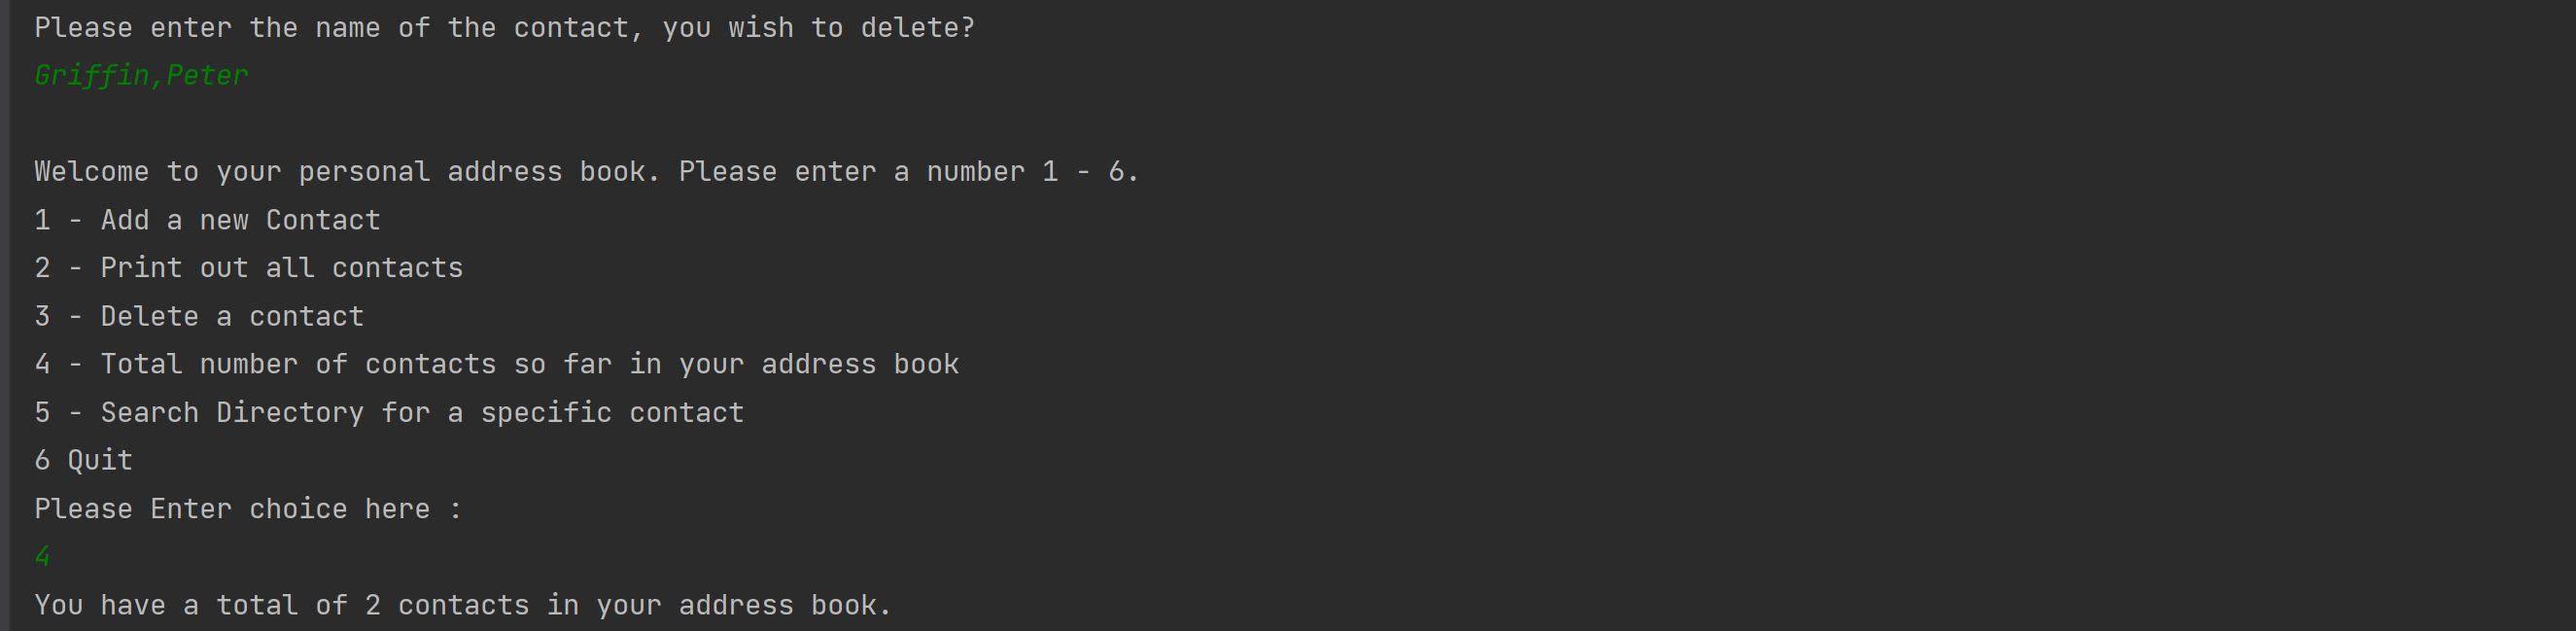 Please enter the name of the contact, you wish to delete?
Griffin,Peter
Welcome to your personal address book. Please enter a number 1 - 6.
1 - Add a new Contact
2 - Print out all contacts
3 - Delete a contact
4 - Total number of contacts so far in your address book
5 - Search Directory for a specific contact
6 Quit
Please Enter choice here :
4
You have a total of 2 contacts in your address book.